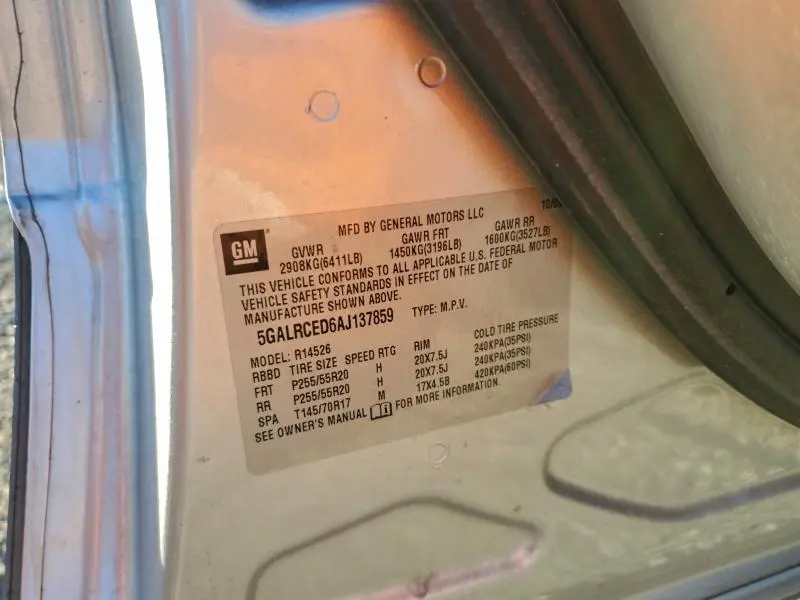 GM
MFD BY GENERAL MOTORS LLC
GVWR GAWR FRT GAWR RR
2908KG(6411LB) 1450KG(3196LB) 1600KG(3527LB)
THIS VEHICLE CONFORMS TO ALL APPLICABLE U.S. FEDERAL MOTOR
VEHICLE SAFETY STANDARDS IN EFFECT ON THE DATE OF
MANUFACTURE SHOWN ABOVE.
5GALRCED6AJ137859 TYPE: M.P.V.
MODEL: R14526
RBBD TIRE SIZE SPEED RTG RIM COLD TIRE PRESSURE
FRT P255/55R20 H 20X7.5J 240KPA(35PSI)
RR P255/55R20 H 20X7.5J 240KPA(35PSI)
SPA T145/70R17 M 17X4.5B 420KPA(60PSI)
SEE OWNER'S MANUAL FOR MORE INFORMATION.